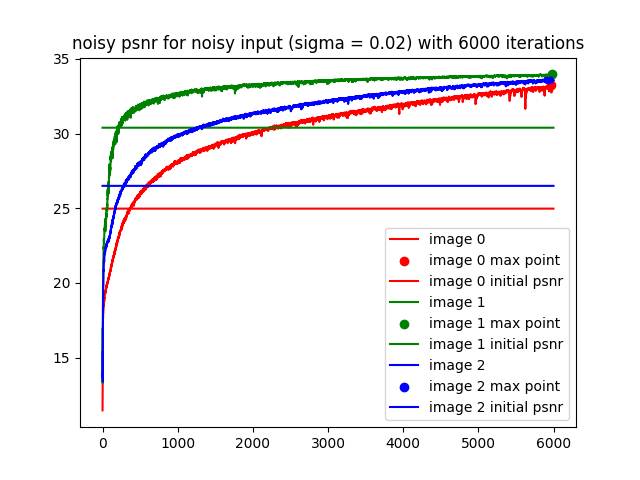 noisy psnr for noisy input (sigma = 0.02) with 6000 iterations
35
30
25
20
15
0 1000 2000 3000 4000 5000 6000
image 0
image 0 max point
image 0 initial psnr
image 1
image 1 max point
image 1 initial psnr
image 2
image 2 max point
image 2 initial psnr